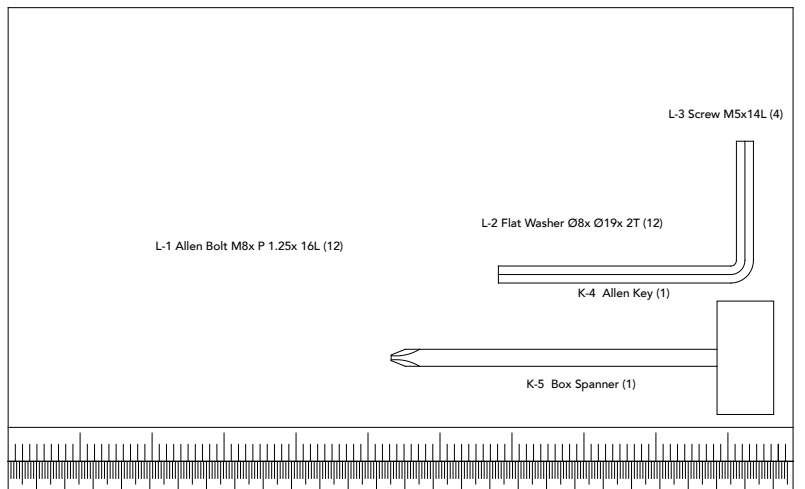 L-3 Screw M5x14L (4)
L-2 Flat Washer Ø8x Ø19x 2T (12)
L-1 Allen Bolt M8x P 1.25x 16L (12)
K-4 Allen Key (1)
K-5 Box Spanner (1)